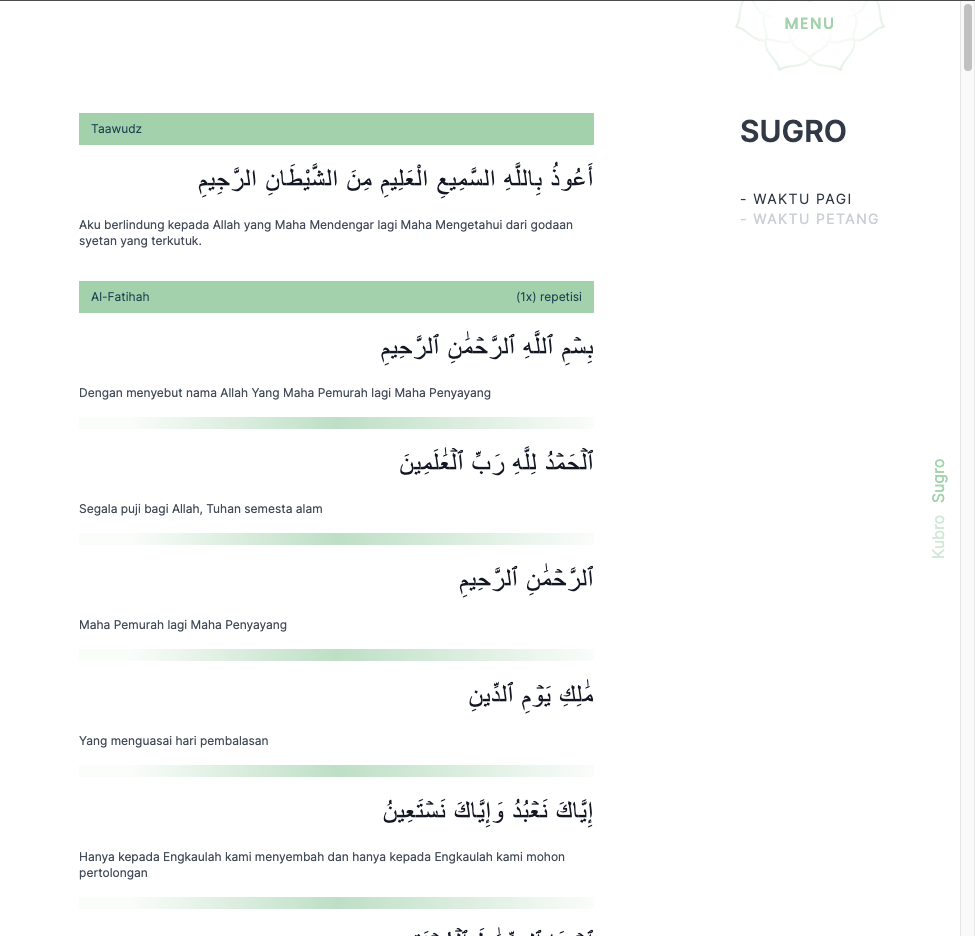 MENU
Taawudz
أَعُوذُ بِاللَّهِ السَّمِيعِ الْعَلِيمِ مِنَ الشَّيْطَانِ الرَّجِيمِ
Aku berlindung kepada Allah yang Maha Mendengar lagi Maha Mengetahui dari godaan
syetan yang terkutuk.
Al-Fatihah (1x) repetisi
بِسۡمِ ٱللَّهِ ٱلرَّحۡمَٰنِ ٱلرَّحِيمِ
Dengan menyebut nama Allah Yang Maha Pemurah lagi Maha Penyayang
ٱلۡحَمۡدُ لِلَّهِ رَبِّ ٱلۡعَٰلَمِينَ
Segala puji bagi Allah, Tuhan semesta alam
ٱلرَّحۡمَٰنِ ٱلرَّحِيمِ
Maha Pemurah lagi Maha Penyayang
مَٰلِكِ يَوۡمِ ٱلدِّينِ
Yang menguasai hari pembalasan
إِيَّاكَ نَعۡبُدُ وَإِيَّاكَ نَسۡتَعِينُ
Hanya kepada Engkaulah kami menyembah dan hanya kepada Engkaulah kami mohon
pertolongan
SUGRO
- WAKTU PAGI
- WAKTU PETANG
Kubro Sugro